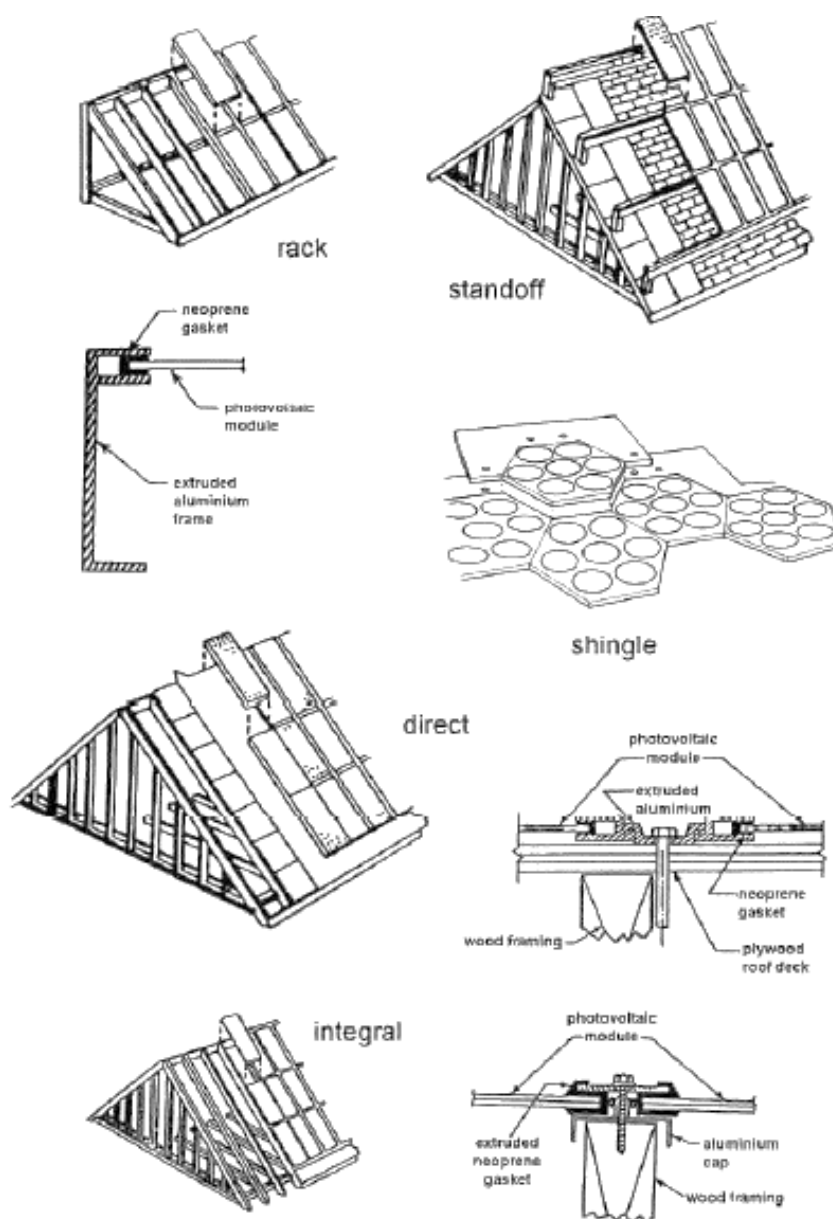 rack
standoff
neoprene
gasket
photovoltaic
module
extruded
aluminium
frame
shingle
direct
photovoltaic
module
extruded
aluminium
neoprene
gasket
wood framing
plywood
roof deck
integral
photovoltaic
module
extruded
neoprene
gasket
aluminium
cap
wood framing